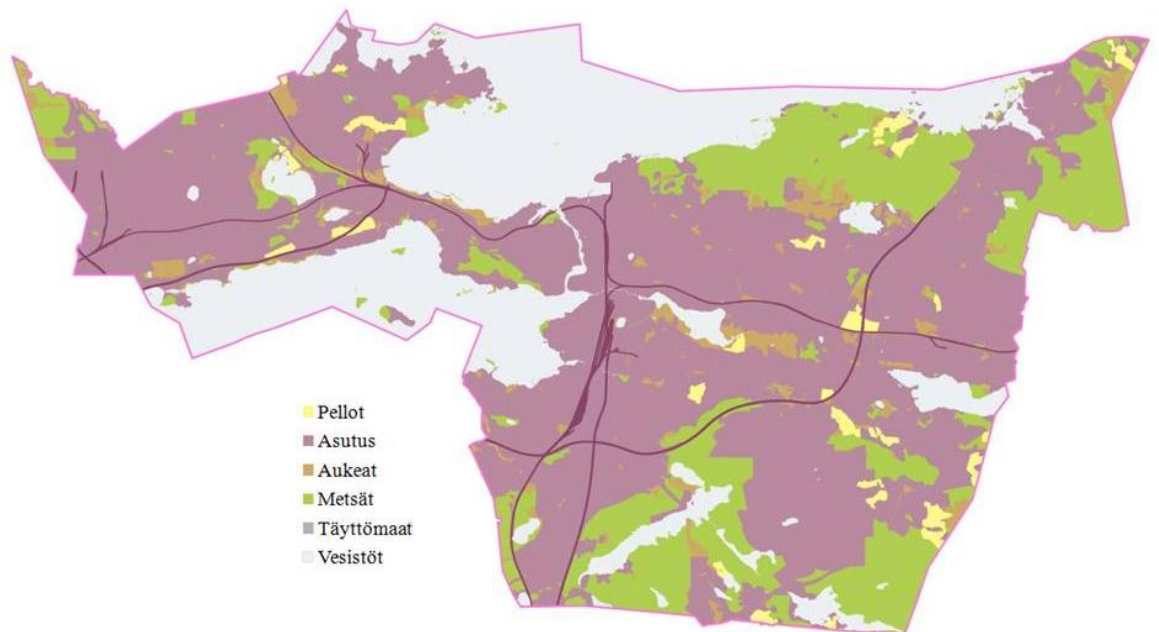 Pellot
Asutus
Aukeat
Metsät
Täyttömaat
Vesistöt